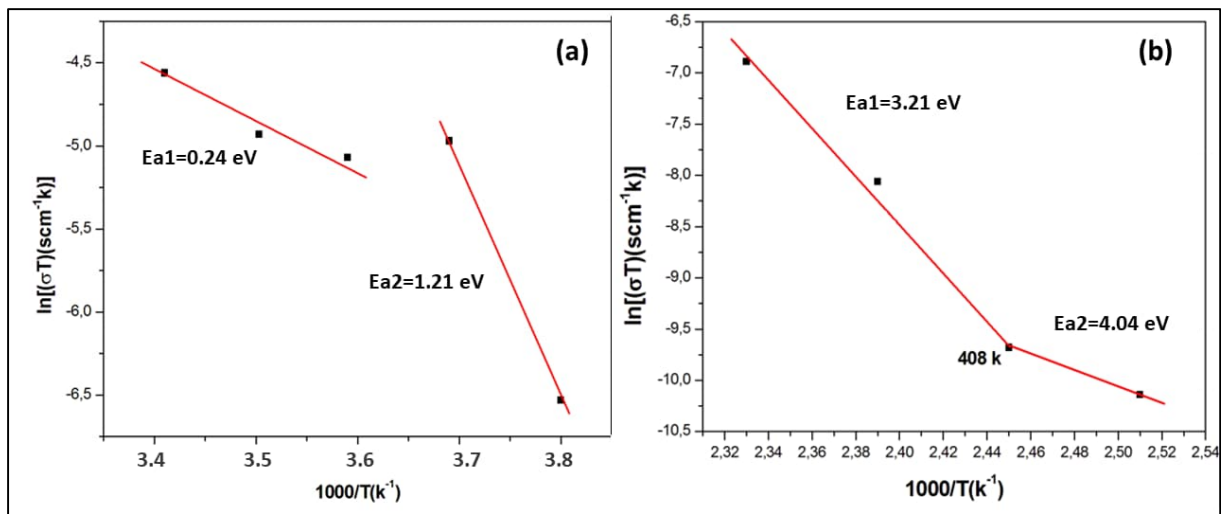 (a)
ln[(σT)(scm⁻¹k)]
-4,5
-5,0
-5,5
-6,0
-6,5
Ea1=0.24 eV
Ea2=1.21 eV
3.4 3.5 3.6 3.7 3.8
1000/T(k⁻¹)
(b)
ln[(σT)(scm⁻¹k)]
-6,5
-7,0
-7,5
-8,0
-8,5
-9,0
-9,5
-10,0
-10,5
Ea1=3.21 eV
Ea2=4.04 eV
408 k
2,32 2,34 2,36 2,38 2,40 2,42 2,44 2,46 2,48 2,50 2,52 2,54
1000/T(k⁻¹)